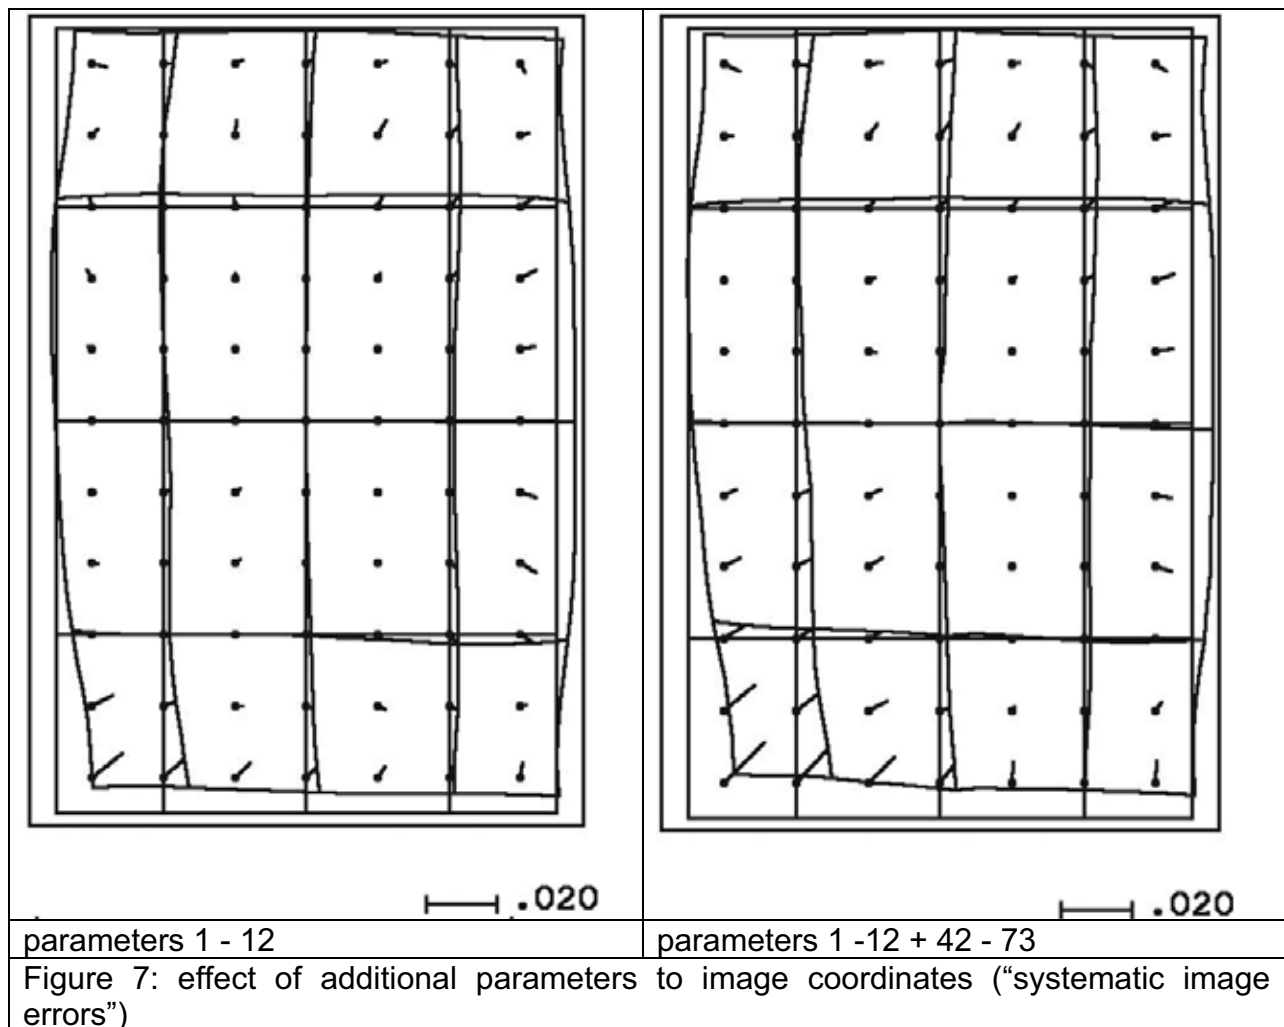 .020
.020
parameters 1 - 12
parameters 1 -12 + 42 - 73
Figure 7: effect of additional parameters to image coordinates (“systematic image
errors”)